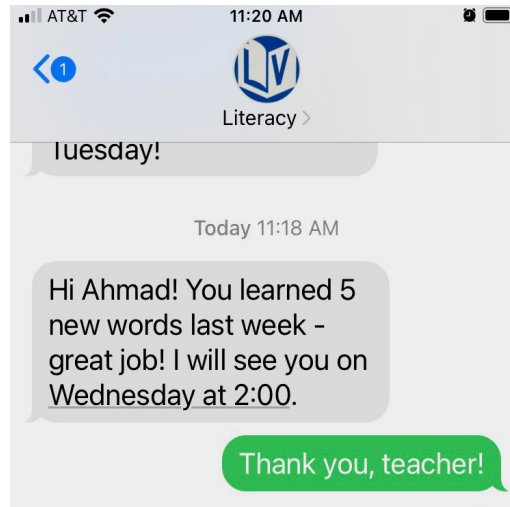 AT&T 11:20 AM
1
LV
Literacy
Tuesday!
Today 11:18 AM
Hi Ahmad! You learned 5
new words last week -
great job! I will see you on
Wednesday at 2:00.
Thank you, teacher!